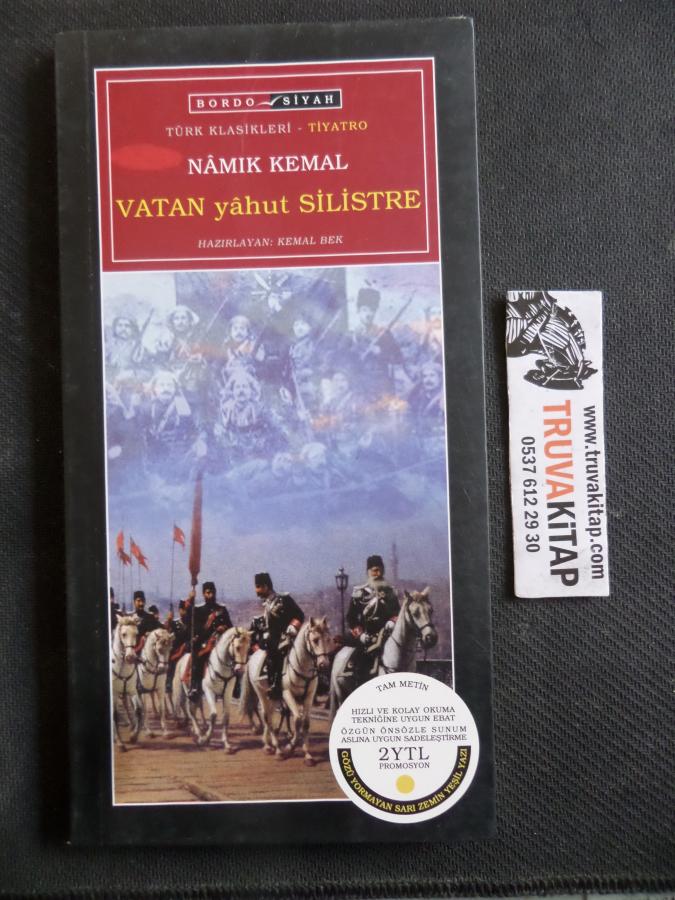 BORDO SİYAH
TÜRK KLASİKLERİ - TİYATRO
NÂMIK KEMAL
VATAN yâhut SİLİSTRE
HAZIRLAYAN: KEMAL BEK
TAM METİN
HIZLI VE KOLAY OKUMA
TEKNİĞİNE UYGUN EBAT
ÖZGÜN ÖNSÖZLE SUNUM
ASLINA UYGUN SADELEŞTİRME
2YTL
PROMOSYON
GÖZÜ YORMAYAN SARI ZEMİN YEŞİL YAZI
www.truvakitap.com
TRUVAKİTAP
0537 612 29 30